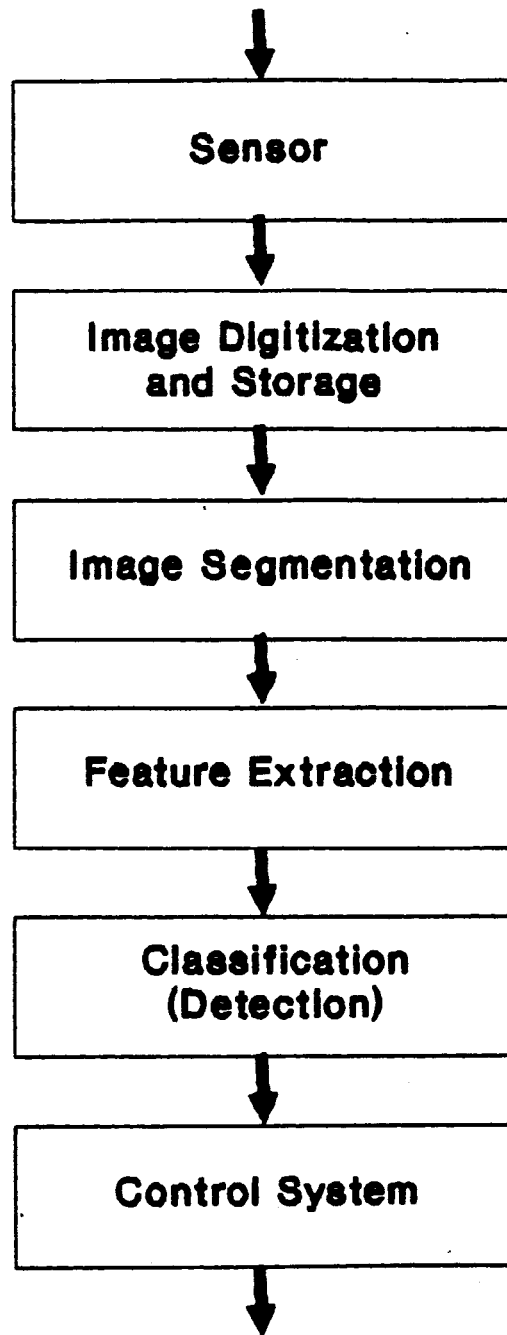 Sensor
Image Digitization
and Storage
Image Segmentation
Feature Extraction
Classification
(Detection)
Control System